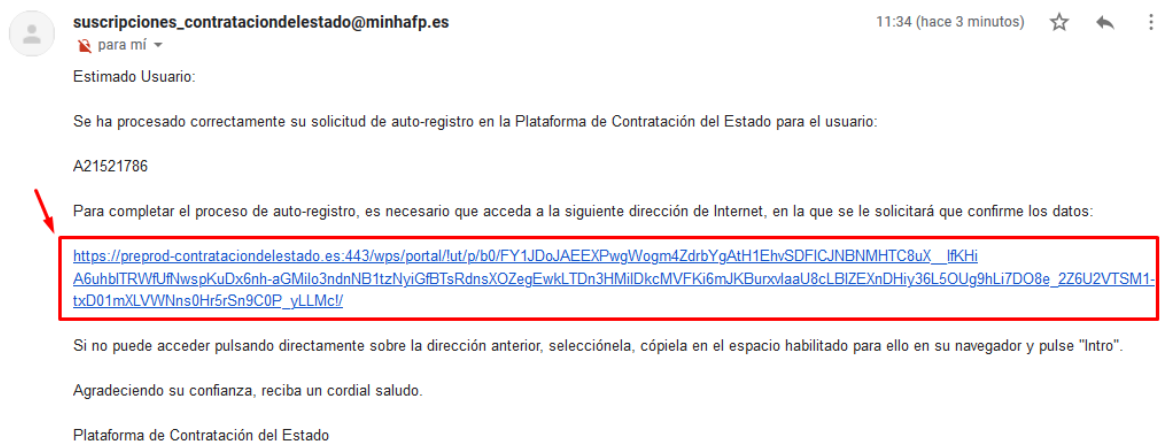 suscripciones_contrataciondelestado@minhafp.es
11:34 (hace 3 minutos)
para mí
Estimado Usuario:
Se ha procesado correctamente su solicitud de auto-registro en la Plataforma de Contratación del Estado para el usuario:
A21521786
Para completar el proceso de auto-registro, es necesario que acceda a la siguiente dirección de Internet, en la que se le solicitará que confirme los datos:
https://preprod-contrataciondelestado.es:443/wps/portal/!ut/p/b0/
Si no puede acceder pulsando directamente sobre la dirección anterior, selecciónela, cópiela en el espacio habilitado para ello en su navegador y pulse "Intro".
Agradeciendo su confianza, reciba un cordial saludo.
Plataforma de Contratación del Estado